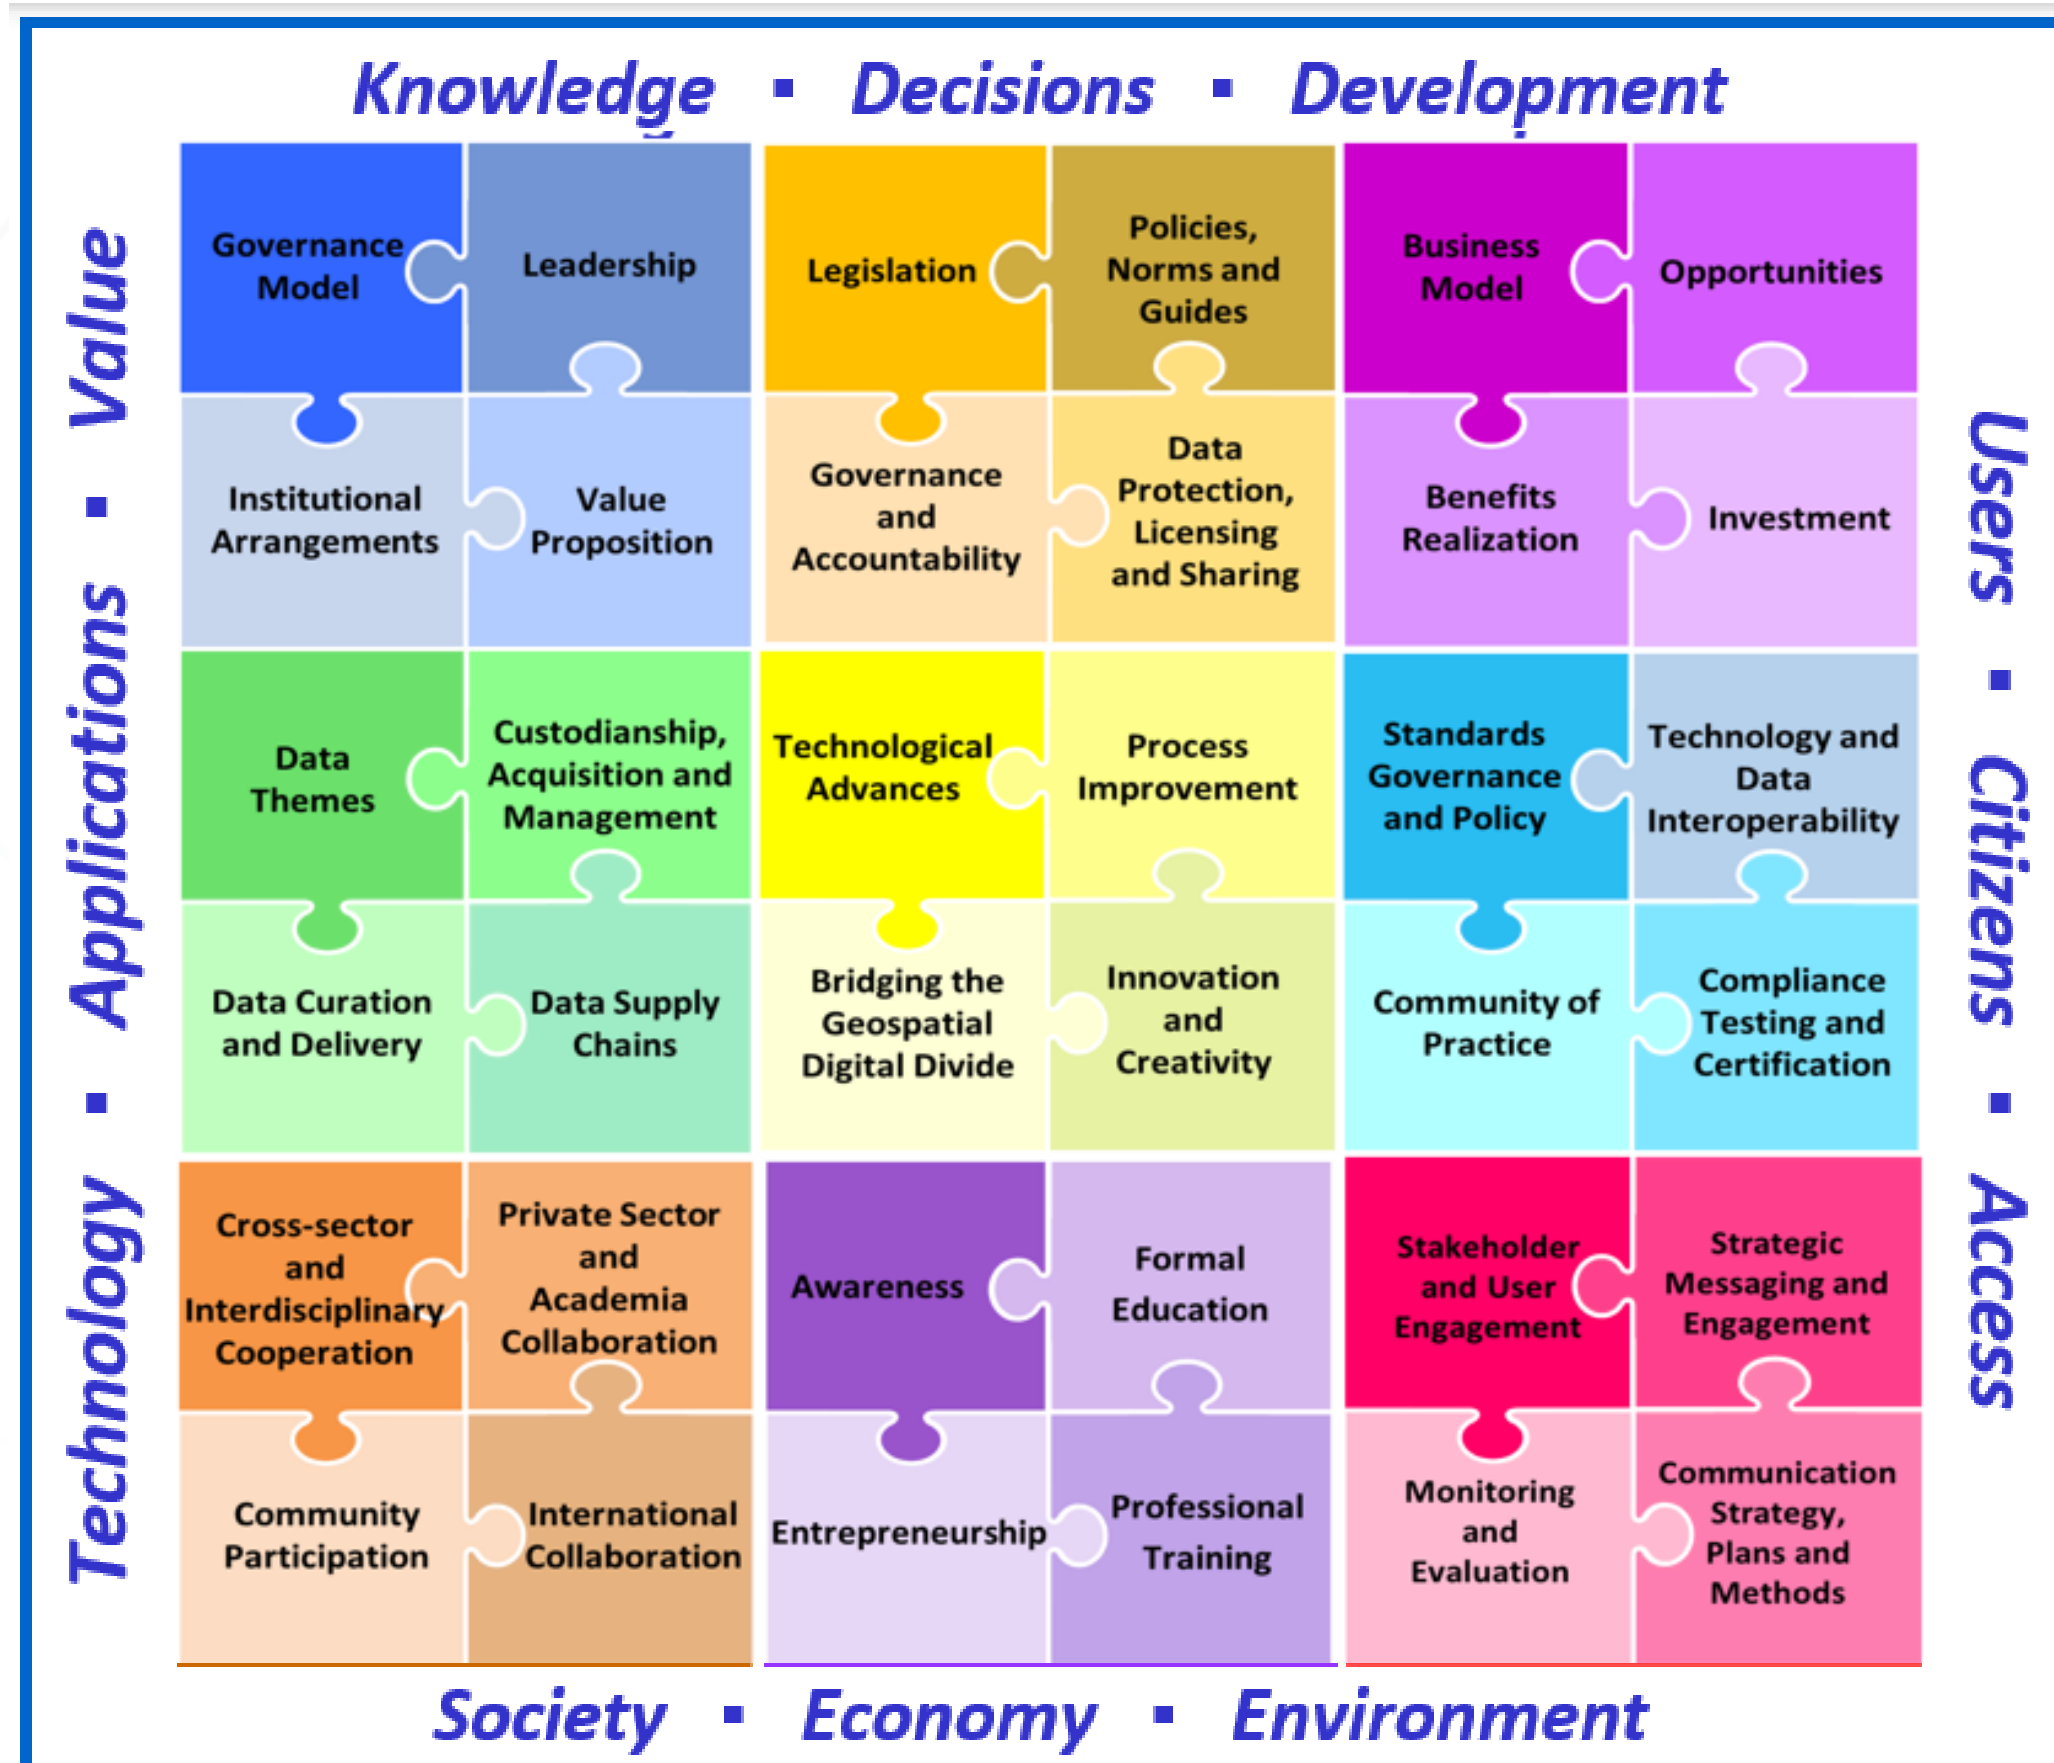 Knowledge ▪ Decisions ▪ Development
Value ▪ Applications ▪ Technology
Governance
Model
Leadership
Institutional
Arrangements
Value
Proposition
Legislation
Policies,
Norms and
Guides
Governance
and
Accountability
Data
Protection,
Licensing
and Sharing
Business
Model
Opportunities
Benefits
Realization
Investment
Data
Themes
Custodianship,
Acquisition and
Management
Data Curation
and Delivery
Data Supply
Chains
Technological
Advances
Process
Improvement
Bridging the
Geospatial
Digital Divide
Innovation
and
Creativity
Standards
Governance
and Policy
Technology and
Data
Interoperability
Community of
Practice
Compliance
Testing and
Certification
Cross-sector
and
Interdisciplinary
Cooperation
Private Sector
and
Academia
Collaboration
Community
Participation
International
Collaboration
Awareness
Formal
Education
Entrepreneurship
Professional
Training
Stakeholder
and User
Engagement
Strategic
Messaging and
Engagement
Monitoring
and
Evaluation
Communication
Strategy,
Plans and
Methods
Users ▪ Citizens ▪ Access
Society ▪ Economy ▪ Environment